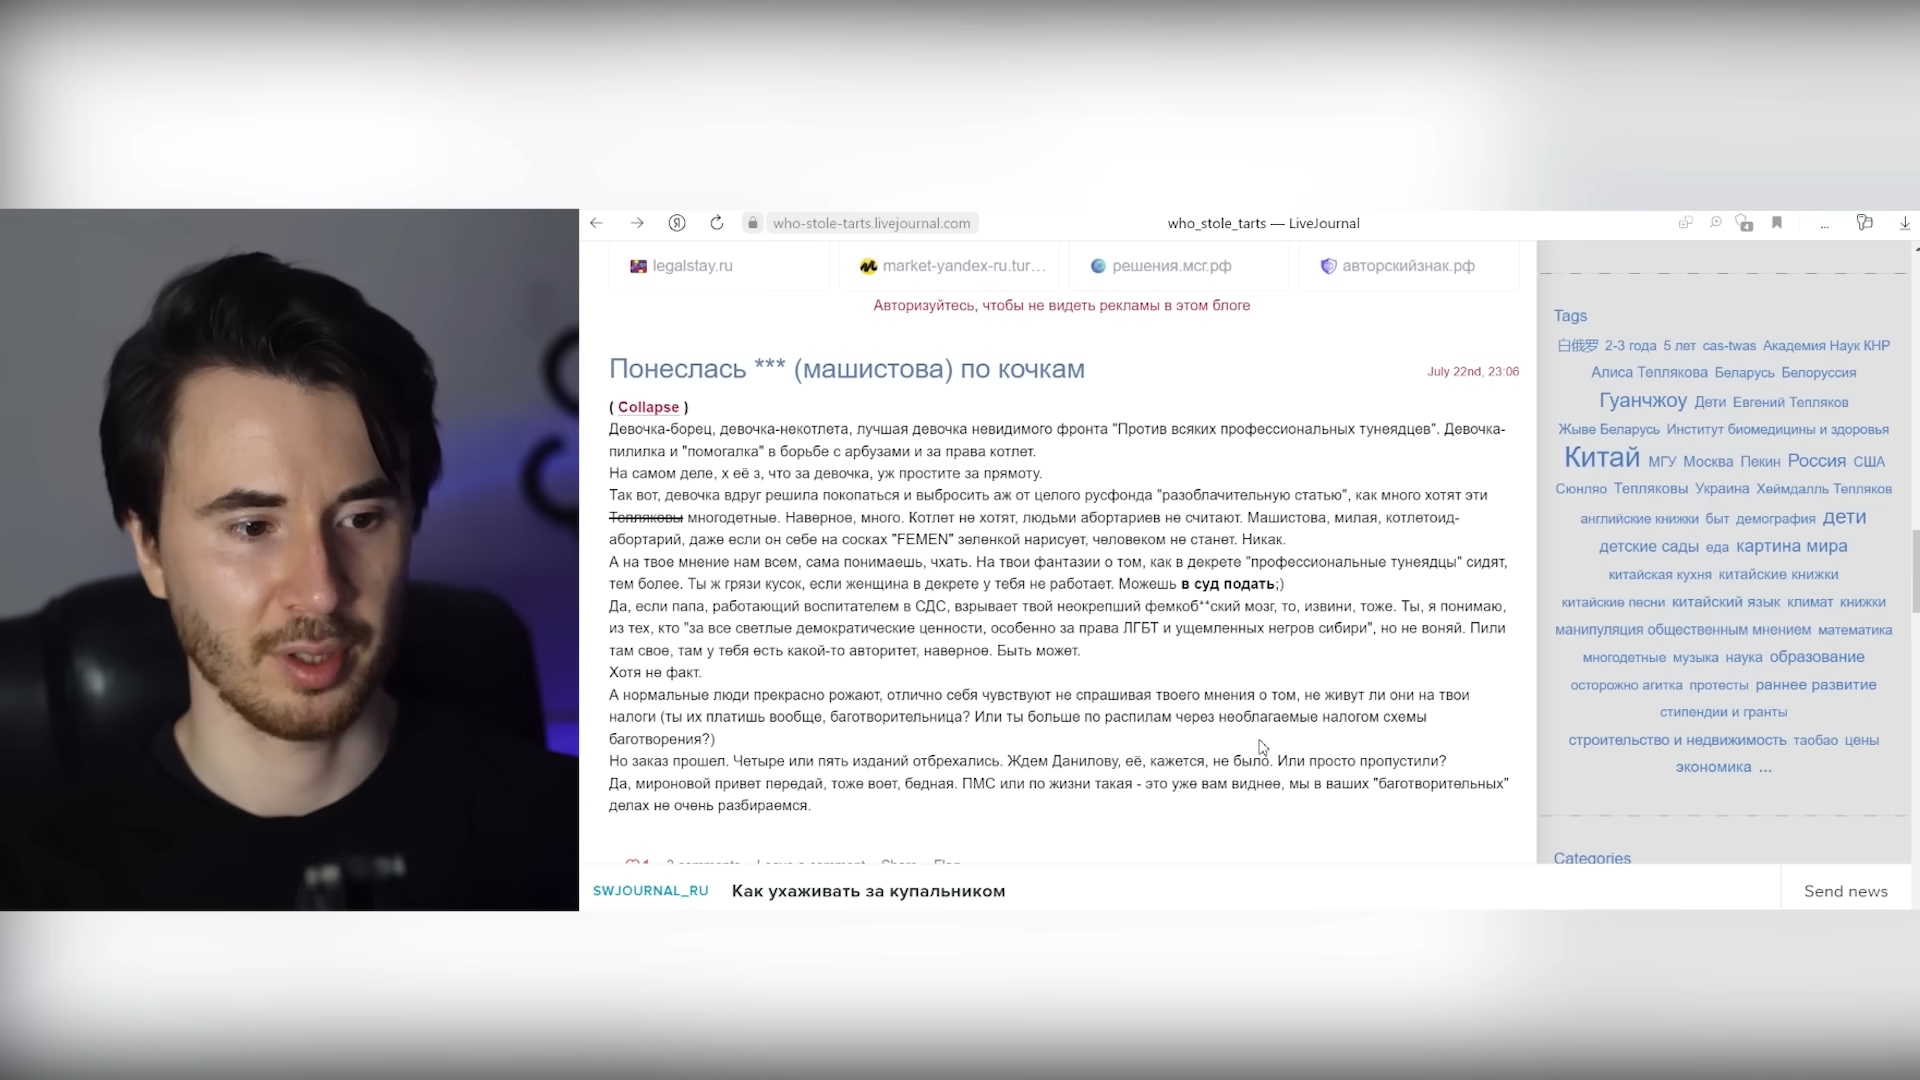 who-stole-tarts.livejournal.com
who_stole_tarts — LiveJournal
legalstay.ru
market-yandex-ru.tur…
решения.мсг.рф
авторскийзнак.рф
Авторизуйтесь, чтобы не видеть рекламы в этом блоге
Понеслась *** (машистова) по кочкам
July 22nd, 23:06
( Collapse )
Девочка-борец, девочка-некотлета, лучшая девочка невидимого фронта "Против всяких профессиональных тунеядцев". Девочка-
пилилка и "помогалка" в борьбе с арбузами и за права котлет.
На самом деле, х её з, что за девочка, уж простите за прямоту.
Так вот, девочка вдруг решила покопаться и выбросить аж от целого русфонда "разоблачительную статью", как много хотят эти
Тепляковы многодетные. Наверное, много. Котлет не хотят, людьми абортариев не считают. Машистова, милая, котлетоид-
абортарий, даже если он себе на сосках "FEMEN" зеленкой нарисует, человеком не станет. Никак.
А на твое мнение нам всем, сама понимаешь, чхать. На твои фантазии о том, как в декрете "профессиональные тунеядцы" сидят,
тем более. Ты ж грязи кусок, если женщина в декрете у тебя не работает. Можешь в суд подать;)
Да, если папа, работающий воспитателем в СДС, взрывает твой неокрепший фемкоб**ский мозг, то, извини, тоже. Ты, я понимаю,
из тех, кто "за все светлые демократические ценности, особенно за права ЛГБТ и ущемленных негров сибири", но не воняй. Пили
там свое, там у тебя есть какой-то авторитет, наверное. Быть может.
Хотя не факт.
А нормальные люди прекрасно рожают, отлично себя чувствуют не спрашивая твоего мнения о том, не живут ли они на твои
налоги (ты их платишь вообще, баготворительница? Или ты больше по распилам через необлагаемые налогом схемы
баготворения?)
Но заказ прошел. Четыре или пять изданий отбрехались. Ждем Данилову, её, кажется, не было. Или просто пропустили?
Да, мироновой привет передай, тоже воет, бедная. ПМС или по жизни такая - это уже вам виднее, мы в ваших "баготворительных"
делах не очень разбираемся.
Tags
白俄罗 2-3 года 5 лет cas-twas Академия Наук КНР
Алиса Теплякова Беларусь Белоруссия
Гуанчжоу Дети Евгений Тепляков
Жыве Беларусь Институт биомедицины и здоровья
Китай МГУ Москва Пекин Россия США
Сюнляо Тепляковы Украина Хеймдалль Тепляков
английские книжки быт демография дети
детские сады еда картина мира
китайская кухня китайские книжки
китайские песни китайский язык климат книжки
манипуляция общественным мнением математика
многодетные музыка наука образование
осторожно агитка протесты раннее развитие
стипендии и гранты
строительство и недвижимость таобао цены
экономика ...
Categories
SWJOURNAL_RU Как ухаживать за купальником
Send news